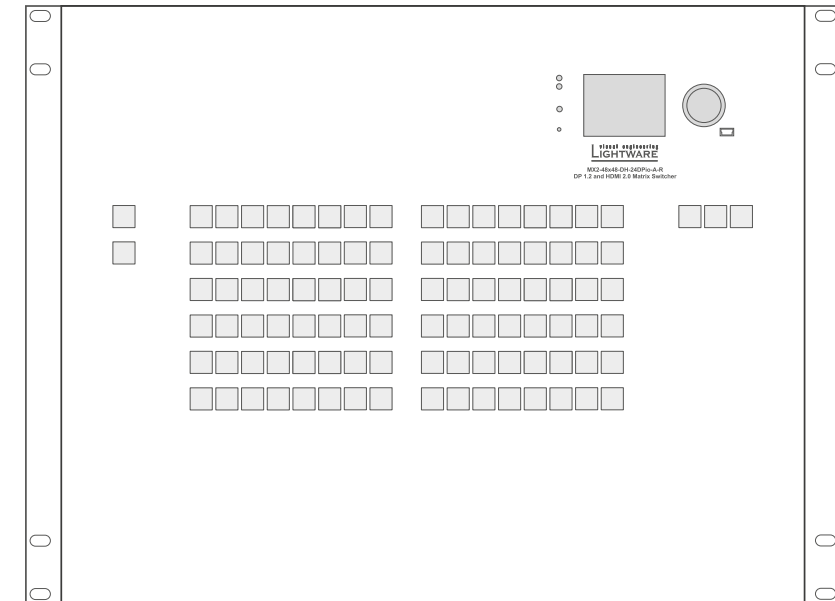 visual engineering
LIGHTWARE
MX2-48x48-DH-24DPio-A-R
DP 1.2 and HDMI 2.0 Matrix Switcher